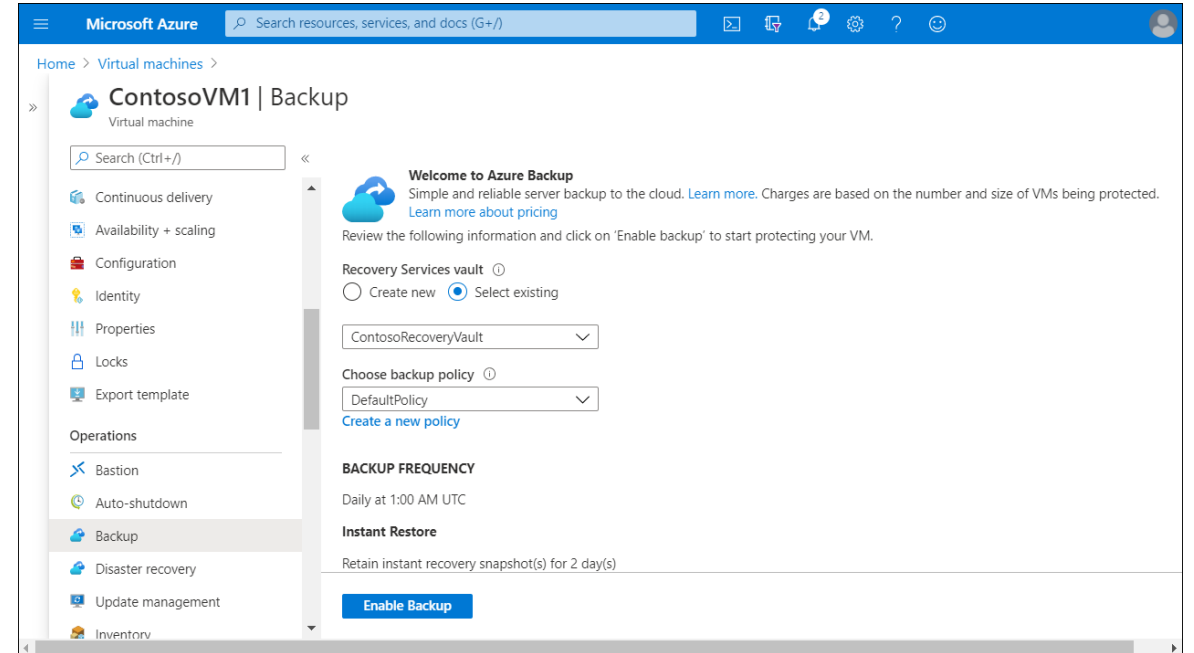 Microsoft Azure
Search resources, services, and docs (G+/)
2
Home > Virtual machines >
ContosoVM1 | Backup
Virtual machine
Search (Ctrl+/)
Continuous delivery
Availability + scaling
Configuration
Identity
Properties
Locks
Export template
Operations
Bastion
Auto-shutdown
Backup
Disaster recovery
Update management
Inventory
Welcome to Azure Backup
Simple and reliable server backup to the cloud. Learn more. Charges are based on the number and size of VMs being protected.
Learn more about pricing
Review the following information and click on 'Enable backup' to start protecting your VM.
Recovery Services vault
Create new Select existing
ContosoRecoveryVault
Choose backup policy
DefaultPolicy
Create a new policy
BACKUP FREQUENCY
Daily at 1:00 AM UTC
Instant Restore
Retain instant recovery snapshot(s) for 2 day(s)
Enable Backup